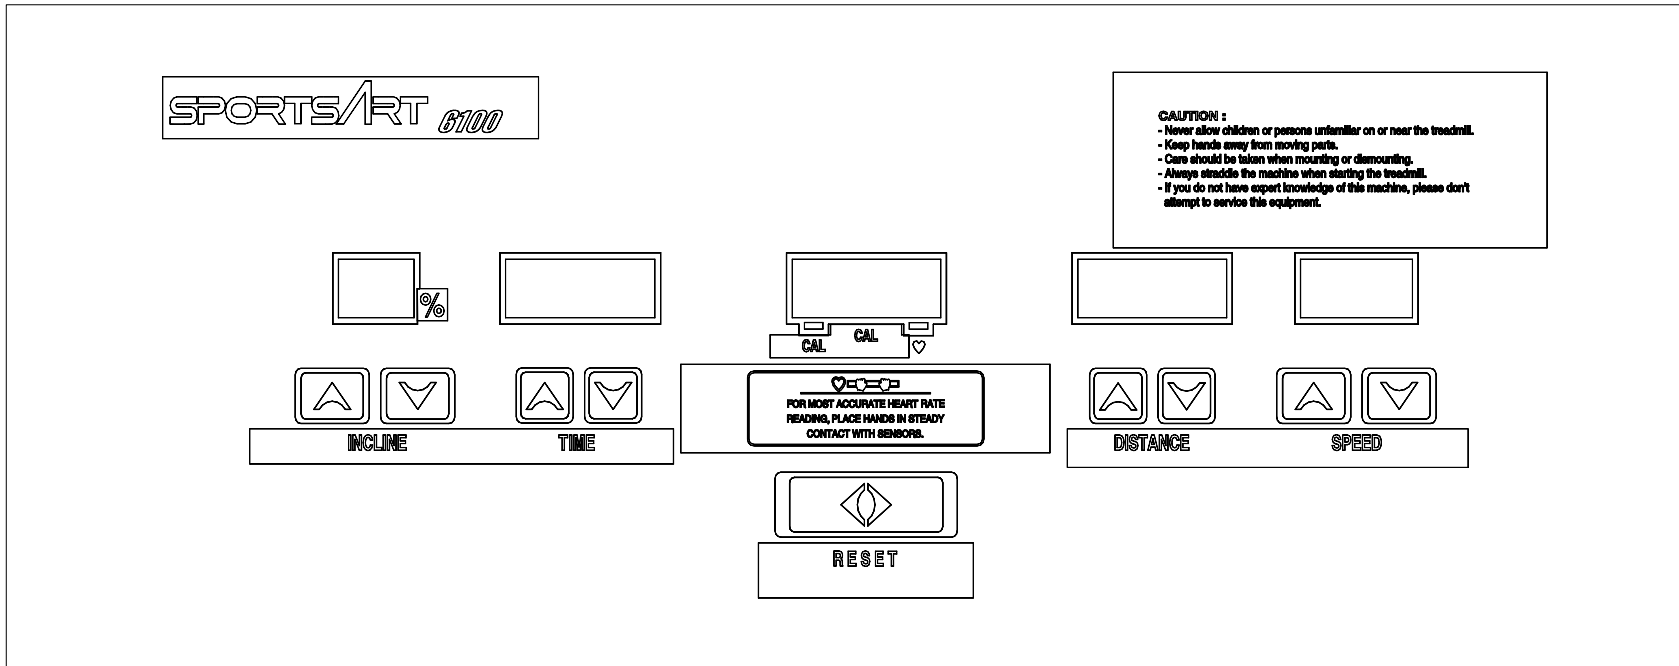 SPORTSART 6100
CAUTION :
- Never allow children or persons unfamiliar on or near the treadmill.
- Keep hands away from moving parts.
- Care should be taken when mounting or dismounting.
- Always straddle the machine when starting the treadmill.
- If you do not have expert knowledge of this machine, please don't
attempt to service this equipment.
%
CAL
CAL
FOR MOST ACCURATE HEART RATE
READING, PLACE HANDS IN STEADY
CONTACT WITH SENSORS.
INCLINE
TIME
DISTANCE
SPEED
RESET